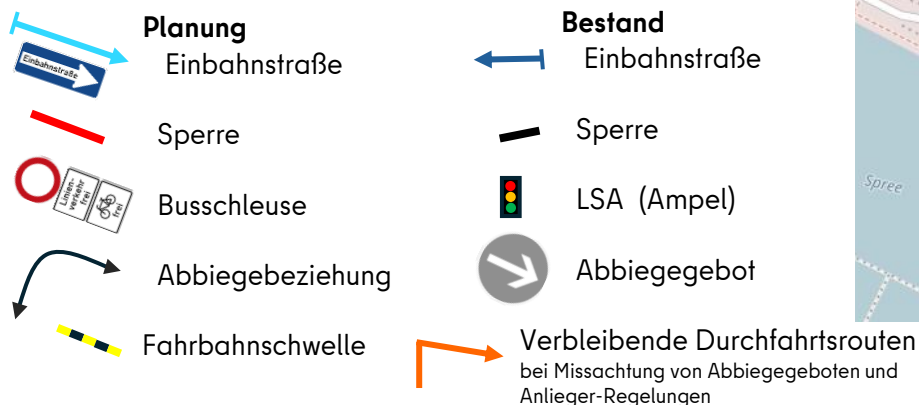 Planung
Einbahnstraße
Einbahnstraße
Sperre
Linien-
verkehr
frei
frei
Busschleuse
Abbiegebeziehung
Fahrbahnschwelle
Bestand
Einbahnstraße
Sperre
LSA (Ampel)
Abbiegegebot
Verbleibende Durchfahrtsrouten
bei Missachtung von Abbiegegeboten und
Anlieger-Regelungen
Spree